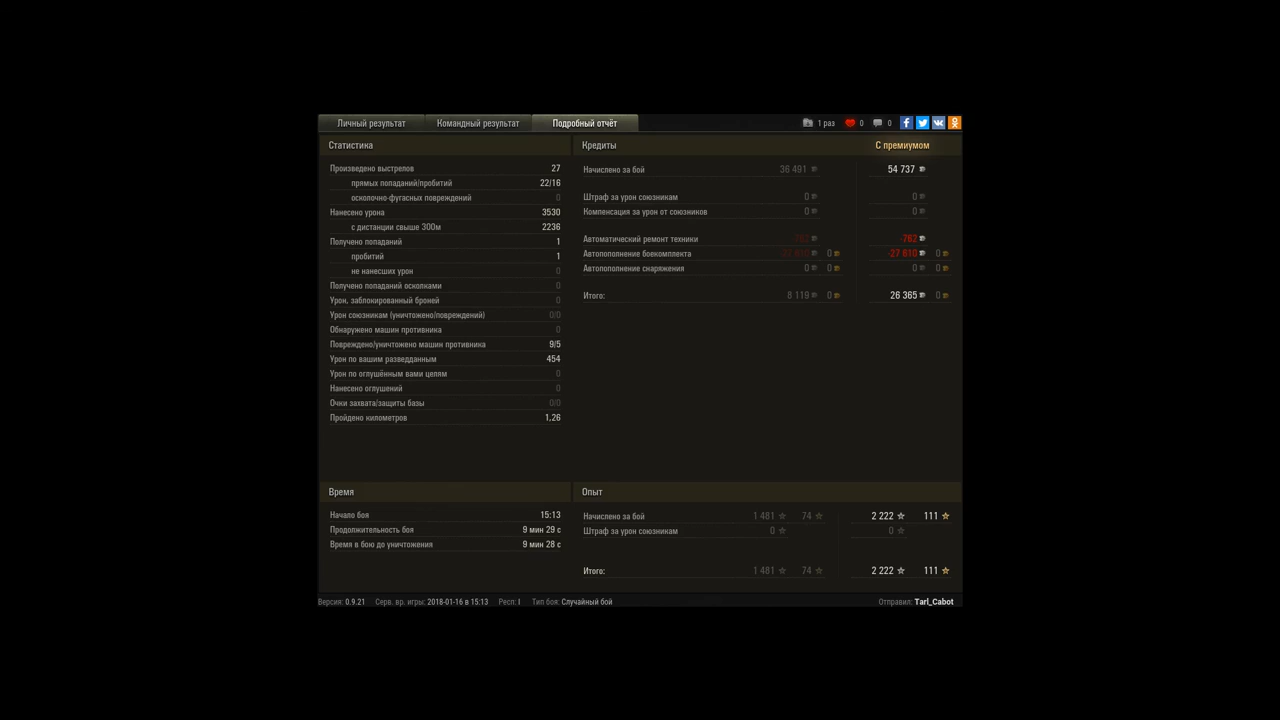 Личный результат Командный результат Подробный отчёт 1 раз 0 0
Статистика
Произведено выстрелов 27
прямых попаданий/пробитий 22/16
осколочно-фугасных повреждений 0
Нанесено урона 3530
с дистанции свыше 300м 2236
Получено попаданий 1
пробитий 1
не нанесших урон 0
Получено попаданий осколками 0
Урон, заблокированный броней 0
Урон союзникам (уничтожено/повреждений) 0/0
Обнаружено машин противника 0
Повреждено/уничтожено машин противника 9/5
Урон по вашим разведданным 454
Урон по оглушённым вами целям 0
Нанесено оглушений 0
Очки захвата/защиты базы 0/0
Пройдено километров 1,26
Кредиты С премиумом
Начислено за бой 36 491 54 737
Штраф за урон союзникам 0 0
Компенсация за урон от союзников 0 0
Автоматический ремонт техники -762 -762
Автопополнение боекомплекта -27 610 0 -27 610 0
Автопополнение снаряжения 0 0 0 0
Итого: 8 119 0 26 365 0
Время
Начало боя 15:13
Продолжительность боя 9 мин 29 с
Время в бою до уничтожения 9 мин 28 с
Опыт
Начислено за бой 1 481 74 2 222 111
Штраф за урон союзникам 0 0
Итого: 1 481 74 2 222 111
Версия: 0.9.21 Серв. вр. игры: 2018-01-16 в 15:13 Респ: I Тип боя: Случайный бой Отправил: Tarl_Cabot